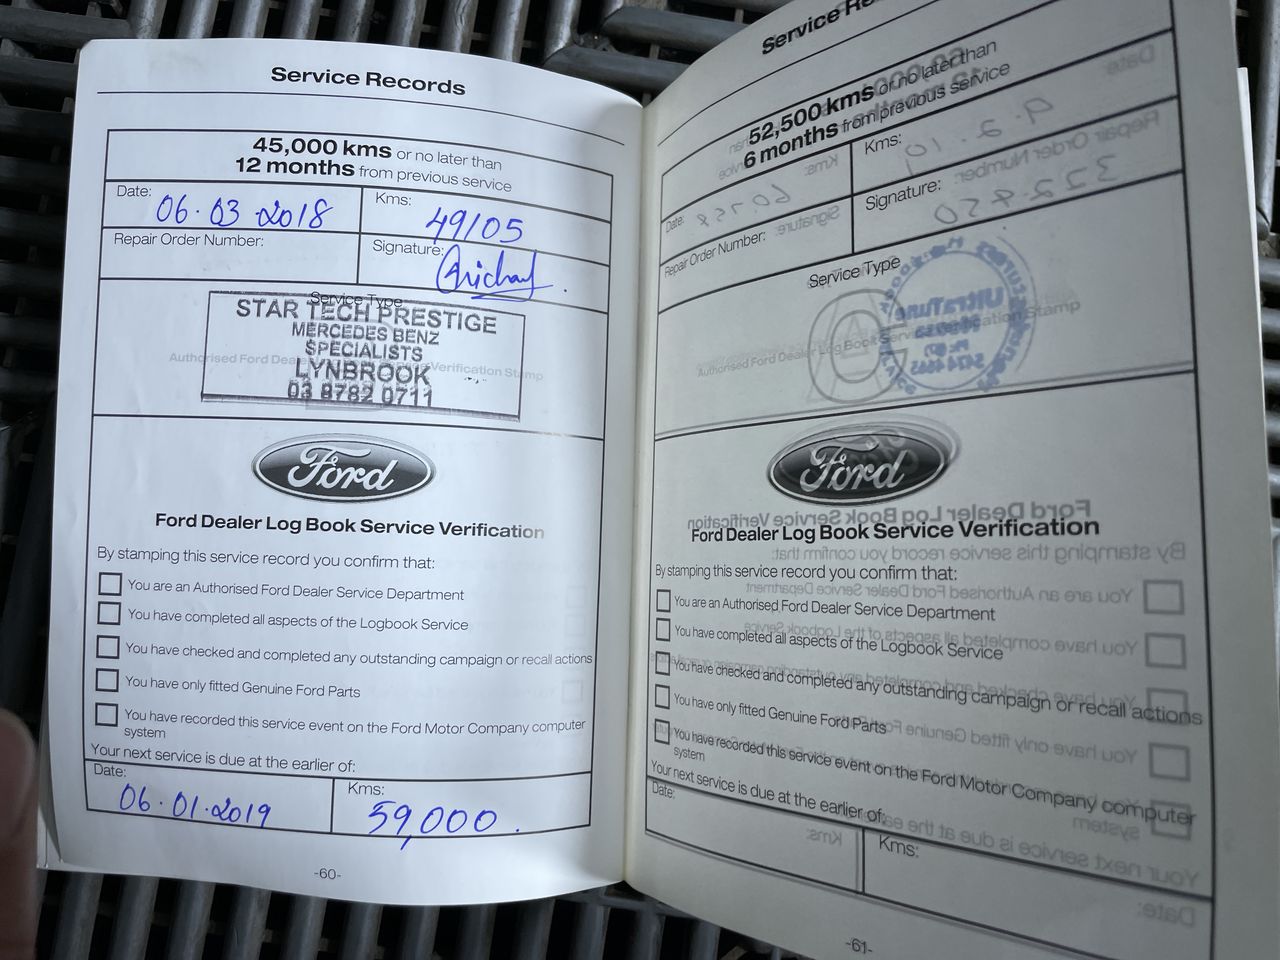 Service Records
45,000 kms or no later than
12 months from previous service
Date: 06.03.2018
Kms: 49105
Repair Order Number:
Signature:
Service Type
STAR TECH PRESTIGE
MERCEDES BENZ
SPECIALISTS
LYNBROOK
03 8782 0711
Authorised Ford Dea Verification Stamp
Ford
Ford Dealer Log Book Service Verification
By stamping this service record you confirm that:
You are an Authorised Ford Dealer Service Department
You have completed all aspects of the Logbook Service
You have checked and completed any outstanding campaign or recall actions
You have only fitted Genuine Ford Parts
You have recorded this service event on the Ford Motor Company computer
system
Your next service is due at the earlier of:
Date: 06.01.2019
Kms: 59,000.
-60-
Service Re
52,500 kms or no later than
6 months from previous service
Date:
Kms:
Repair Order Number:
Signature:
Service Type
Authorised Ford Dealer Log Book Service Verification Stamp
Ford
Ford Dealer Log Book Service Verification
By stamping this service record you confirm that:
You are an Authorised Ford Dealer Service Department
You have completed all aspects of the Logbook Service
You have checked and completed any outstanding campaign or recall actions
You have only fitted Genuine Ford Parts
You have recorded this service event on the Ford Motor Company computer
system
Your next service is due at the earlier of:
Date:
Kms:
-61-